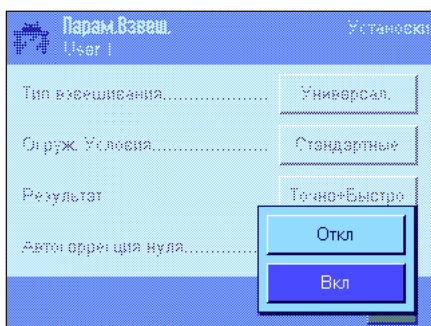 Парам.Взвеш.
Установки
User 1
Тип взвешивания.................... Универсал.
Окруж. Условия..................... Стандартные
Результат Точно+Быстро
Автокоррекция нуля.............
Откл
Вкл